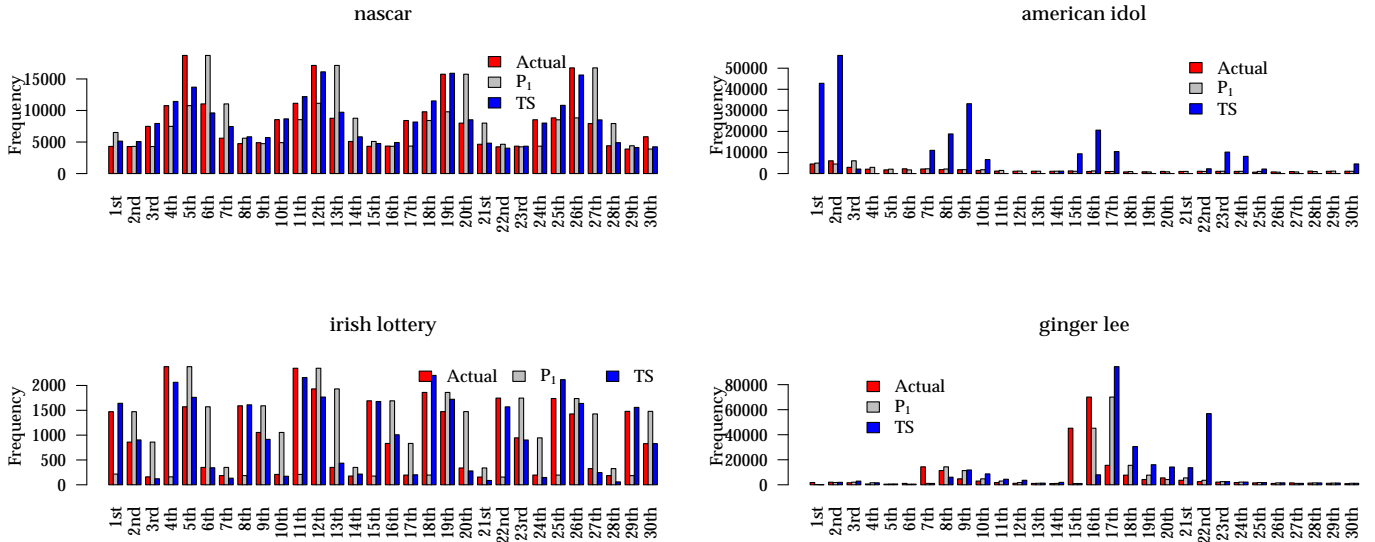 nascar
Frequency
15000
10000
5000
0
Actual
P1
TS
1st 2nd 3rd 4th 5th 6th 7th 8th 9th 10th 11th 12th 13th 14th 15th 16th 17th 18th 19th 20th 21st 22nd 23rd 24th 25th 26th 27th 28th 29th 30th
american idol
Frequency
50000
40000
30000
20000
10000
0
Actual
P1
TS
1st 2nd 3rd 4th 5th 6th 7th 8th 9th 10th 11th 12th 13th 14th 15th 16th 17th 18th 19th 20th 21st 22nd 23rd 24th 25th 26th 27th 28th 29th 30th
irish lottery
Frequency
2000
1500
1000
500
0
Actual P1 TS
1st 2nd 3rd 4th 5th 6th 7th 8th 9th 10th 11th 12th 13th 14th 15th 16th 17th 18th 19th 20th 21st 22nd 23rd 24th 25th 26th 27th 28th 29th 30th
ginger lee
Frequency
80000
60000
40000
20000
0
Actual
P1
TS
1st 2nd 3rd 4th 5th 6th 7th 8th 9th 10th 11th 12th 13th 14th 15th 16th 17th 18th 19th 20th 21st 22nd 23rd 24th 25th 26th 27th 28th 29th 30th